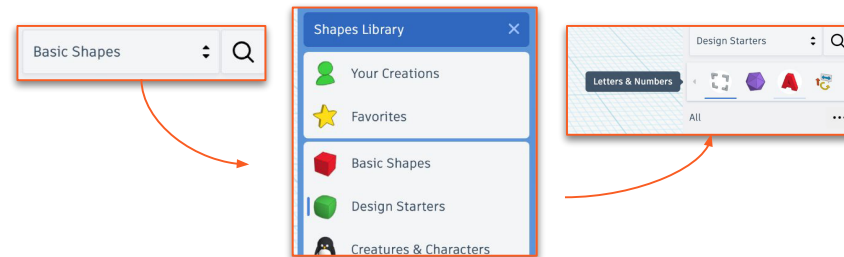 Basic Shapes
Shapes Library
Your Creations
Favorites
Basic Shapes
Design Starters
Creatures & Characters
Design Starters
Letters & Numbers
All